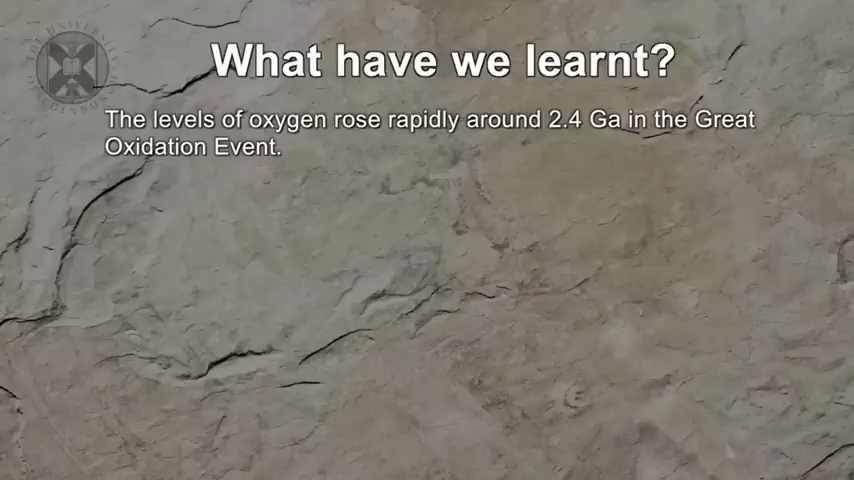 What have we learnt?
The levels of oxygen rose rapidly around 2.4 Ga in the Great
Oxidation Event.